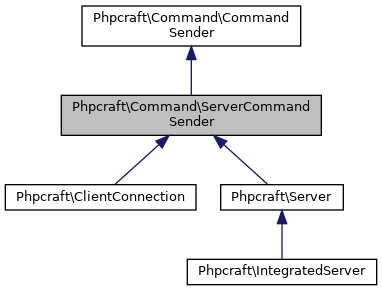 Phpcraft\Command\Command
Sender
Phpcraft\Command\ServerCommand
Sender
Phpcraft\ClientConnection
Phpcraft\Server
Phpcraft\IntegratedServer